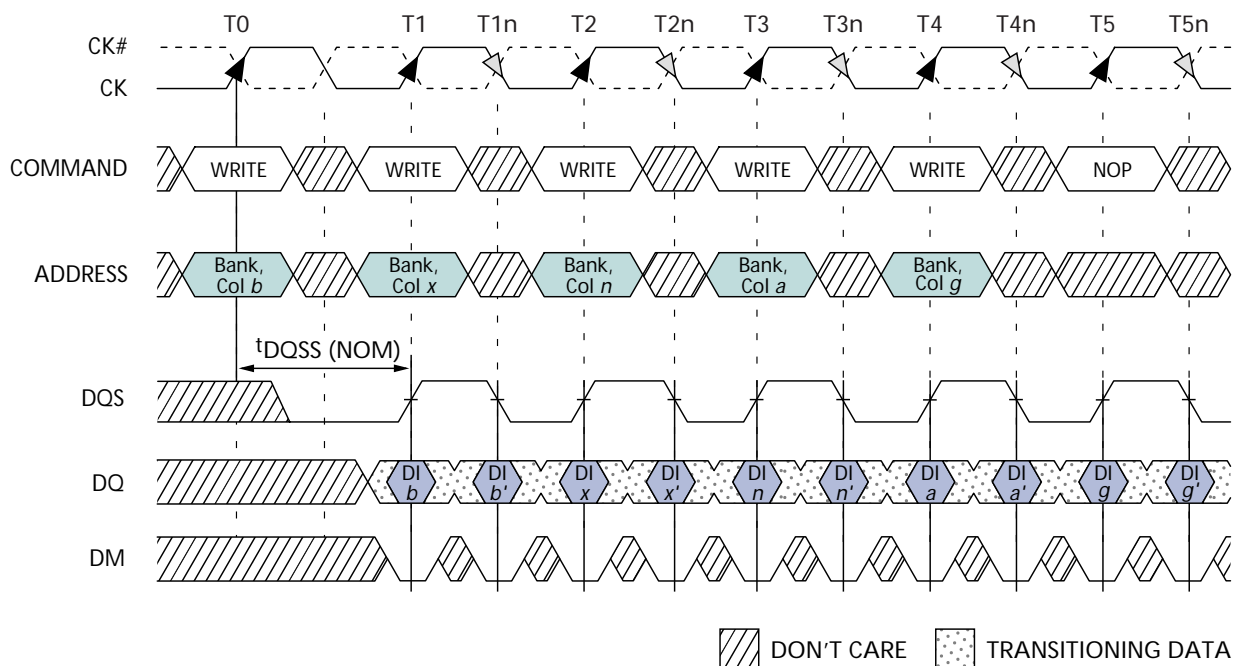 T0 T1 T1n T2 T2n T3 T3n T4 T4n T5 T5n
CK#
CK
COMMAND WRITE WRITE WRITE WRITE WRITE NOP
ADDRESS Bank, Col b Bank, Col x Bank, Col n Bank, Col a Bank, Col g
tDQSS (NOM)
DQS
DQ DI b DI b' DI x DI x' DI n DI n' DI a DI a' DI g DI g'
DM
DON'T CARE TRANSITIONING DATA